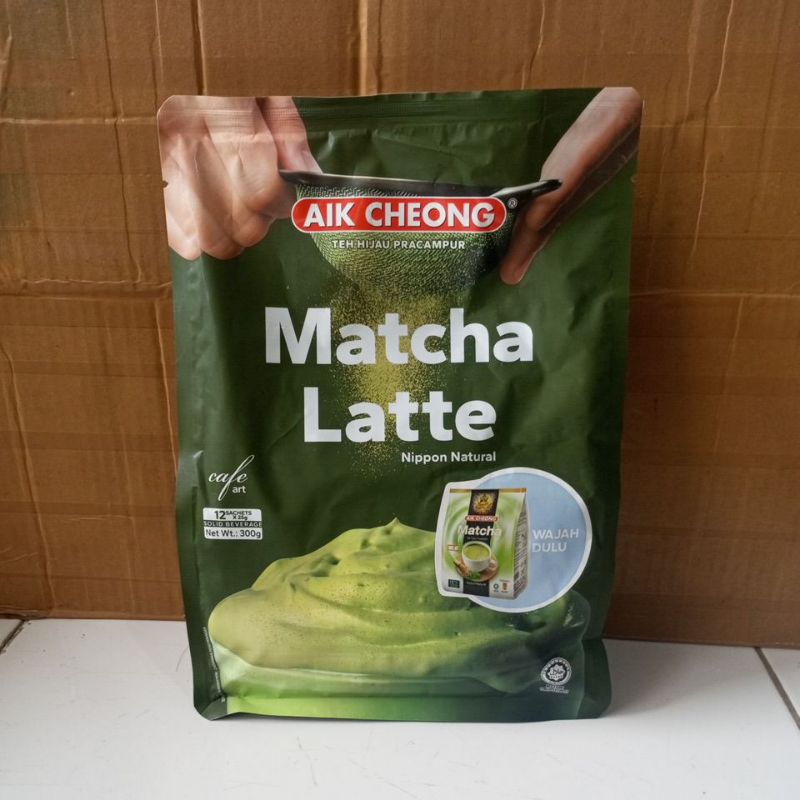 AIK CHEONG ®
TEH HIJAU PRACAMPUR
Matcha
Latte
Nippon Natural
cafe
art
12 SACHETS X 25g
SOLID BEVERAGE
Net Wt.: 300g
AIK CHEONG
Matcha
WAJAH
DULU